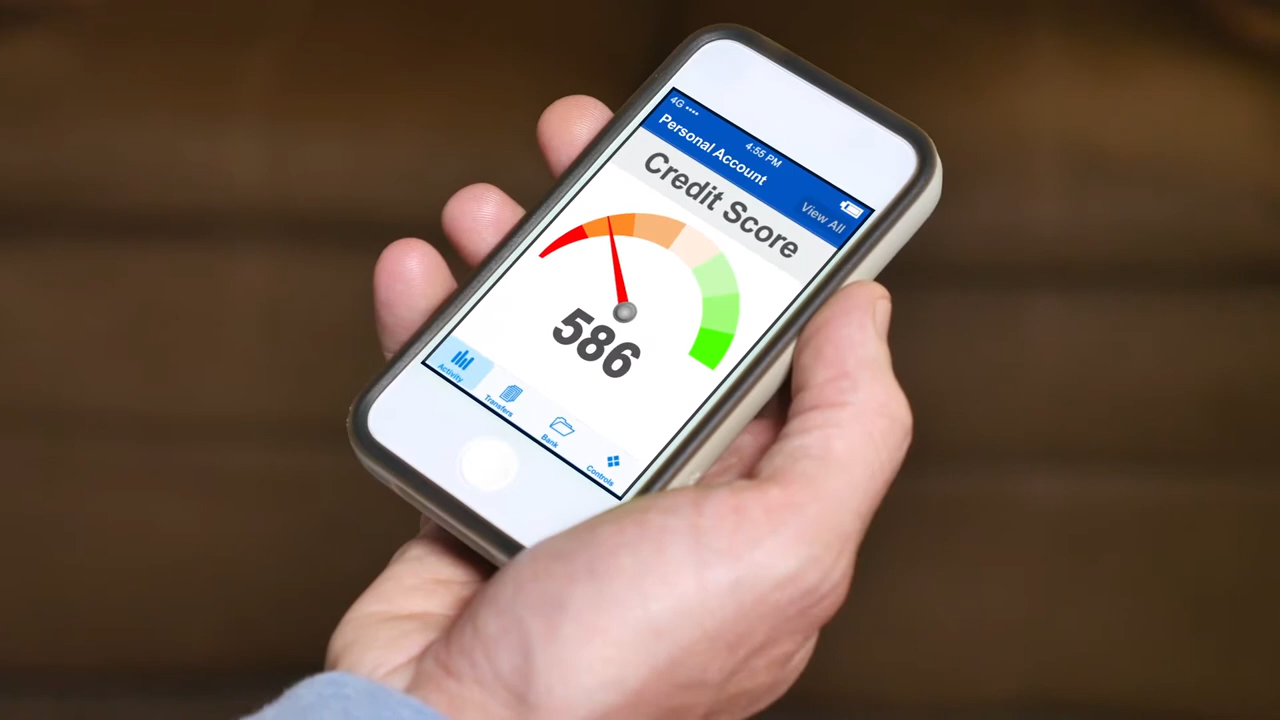 4G
4:55 PM
Personal Account
View All
Credit Score
586
Activity
Transfers
Bank
Controls